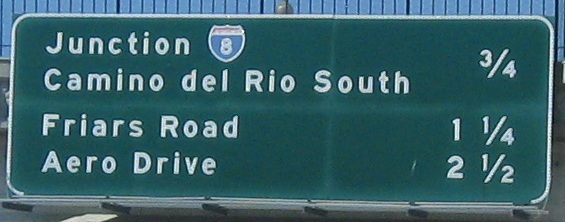 Junction 8 3/4
Camino del Rio South
Friars Road 1 1/4
Aero Drive 2 1/2